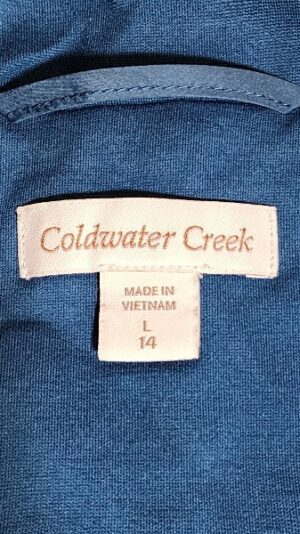 Coldwater Creek
MADE IN
VIETNAM
L
14